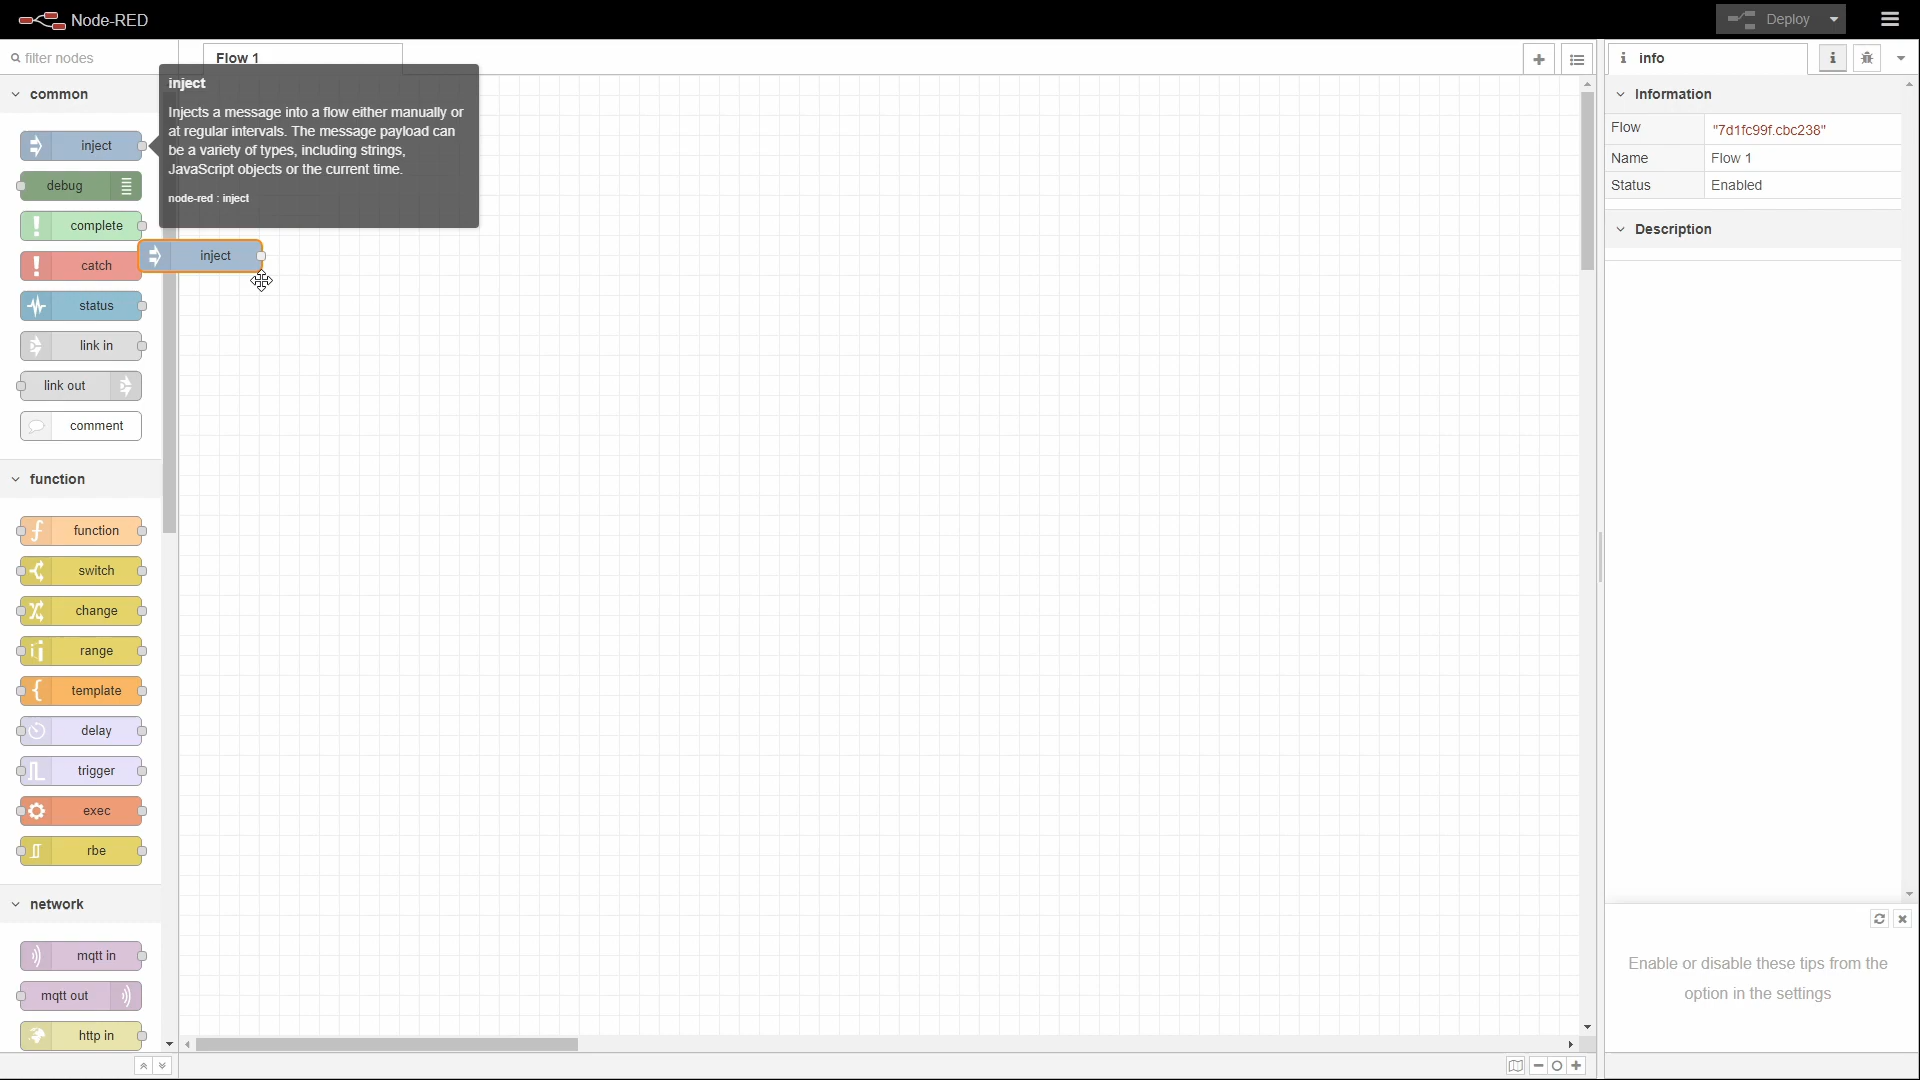 Node-RED
Deploy
filter nodes
Flow 1
info
common
inject
Injects a message into a flow either manually or
at regular intervals. The message payload can
be a variety of types, including strings,
JavaScript objects or the current time.
node-red : inject
inject
debug
complete
catch
status
link in
link out
comment
inject
function
function
switch
change
range
template
delay
trigger
exec
rbe
network
mqtt in
mqtt out
http in
Information
Flow "7d1fc99f.cbc238"
Name Flow 1
Status Enabled
Description
Enable or disable these tips from the
option in the settings